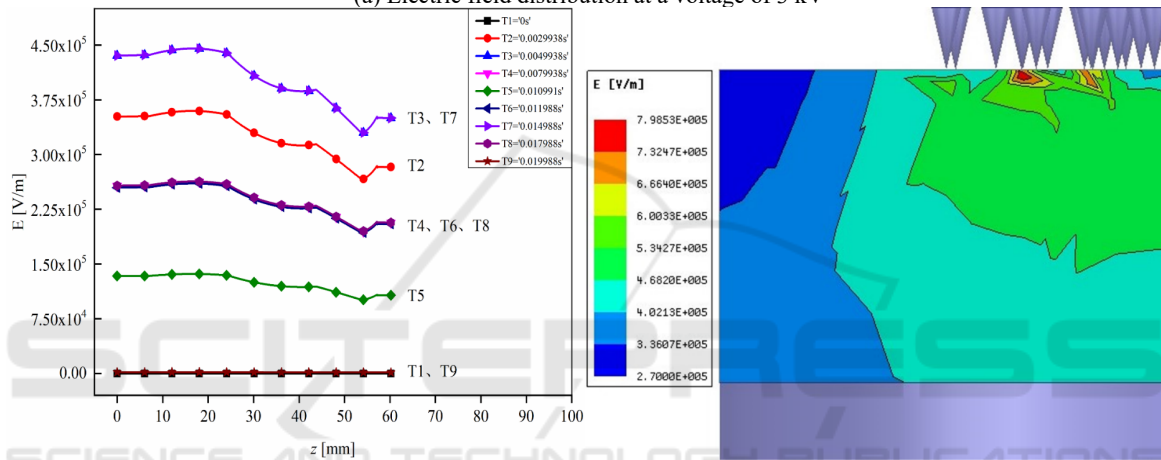 (a) Electric field distribution at a voltage of 5 kV
E [V/m]
4.50x10⁵
3.75x10⁵
3.00x10⁵
2.25x10⁵
1.50x10⁵
7.50x10⁴
0.00
0 10 20 30 40 50 60 70 80 90 100
z [mm]
T1='0s'
T2='0.0029938s'
T3='0.0049938s'
T4='0.0079938s'
T5='0.010991s'
T6='0.011988s'
T7='0.014988s'
T8='0.017988s'
T9='0.019988s'
T3、T7
T2
T4、T6、T8
T5
T1、T9
E [V/m]
7.9853E+005
7.3247E+005
6.6640E+005
6.0033E+005
5.3427E+005
4.6820E+005
4.0213E+005
3.3607E+005
2.7000E+005
SCITEPRESS
SCIENCE AND TECHNOLOGY PUBLICATIONS